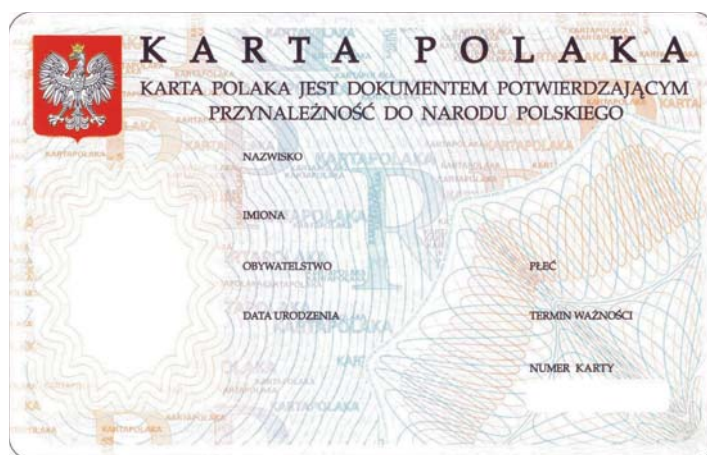 KARTA POLAKA
KARTA POLAKA JEST DOKUMENTEM POTWIERDZAJĄCYM
PRZYNALEŻNOŚĆ DO NARODU POLSKIEGO
NAZWISKO
IMIONA
OBYWATELSTWO
PŁEĆ
DATA URODZENIA
TERMIN WAŻNOŚCI
NUMER KARTY
KARTAPOLAKA